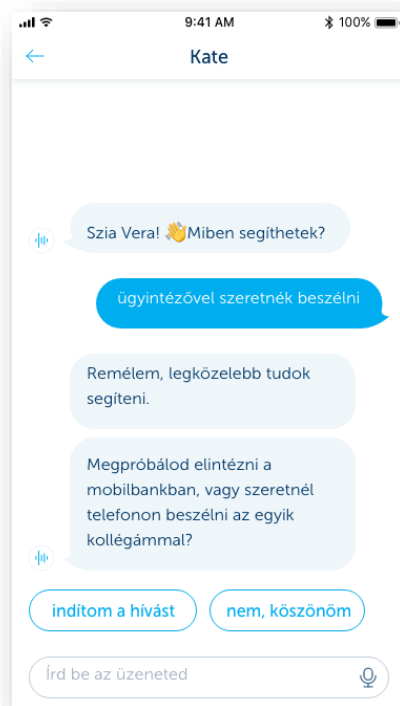 9:41 AM
100%
Kate
Szia Vera! 👋Miben segíthetek?
ügyintézővel szeretnék beszélni
Remélem, legközelebb tudok
segíteni.
Megpróbálod elintézni a
mobilbankban, vagy szeretnél
telefonon beszélni az egyik
kollégámmal?
indítom a hívást
nem, köszönöm
Írd be az üzeneted